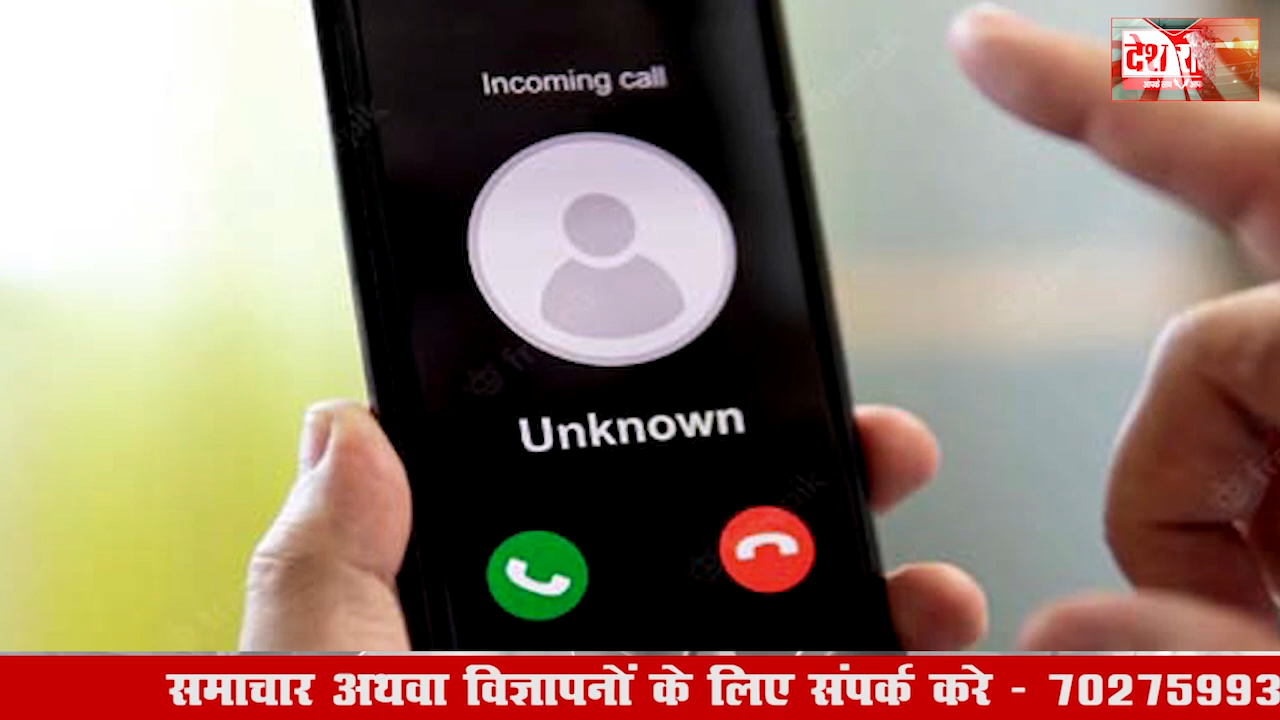 Incoming call
देश
Unknown
समाचार अथवा विज्ञापनों के लिए संपर्क करे - 70275993